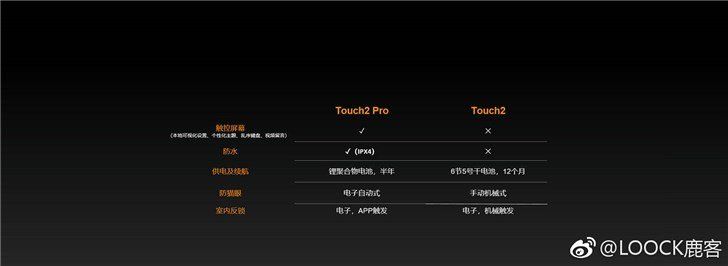 Touch2 Pro Touch2
触控屏幕 ✓ ×
(本地可视化设置、个性化主题、乱序键盘、视频留言)
防水 ✓ (IPX4) ×
供电及续航 锂聚合物电池，半年 6节5号干电池，12个月
防猫眼 电子自动式 手动机械式
室内反锁 电子，APP触发 电子，机械触发
@LOOCK鹿客